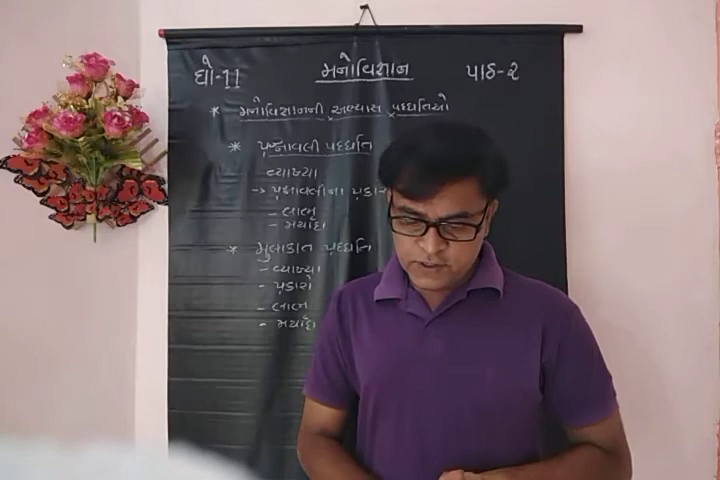 ધો-11 મનોવિજ્ઞાન પાઠ-૨
* મનોવિજ્ઞાનની અભ્યાસ પદ્ધતિઓ
* પ્રશ્નાવલી પદ્ધતિ
વ્યાખ્યા
-> પ્રશ્નાવલીના પ્રકાર
- લાભ
- મર્યાદા
* મુલાકાત પદ્ધતિ
- વ્યાખ્યા
- પ્રકારો
- લાભ
- મર્યાદા